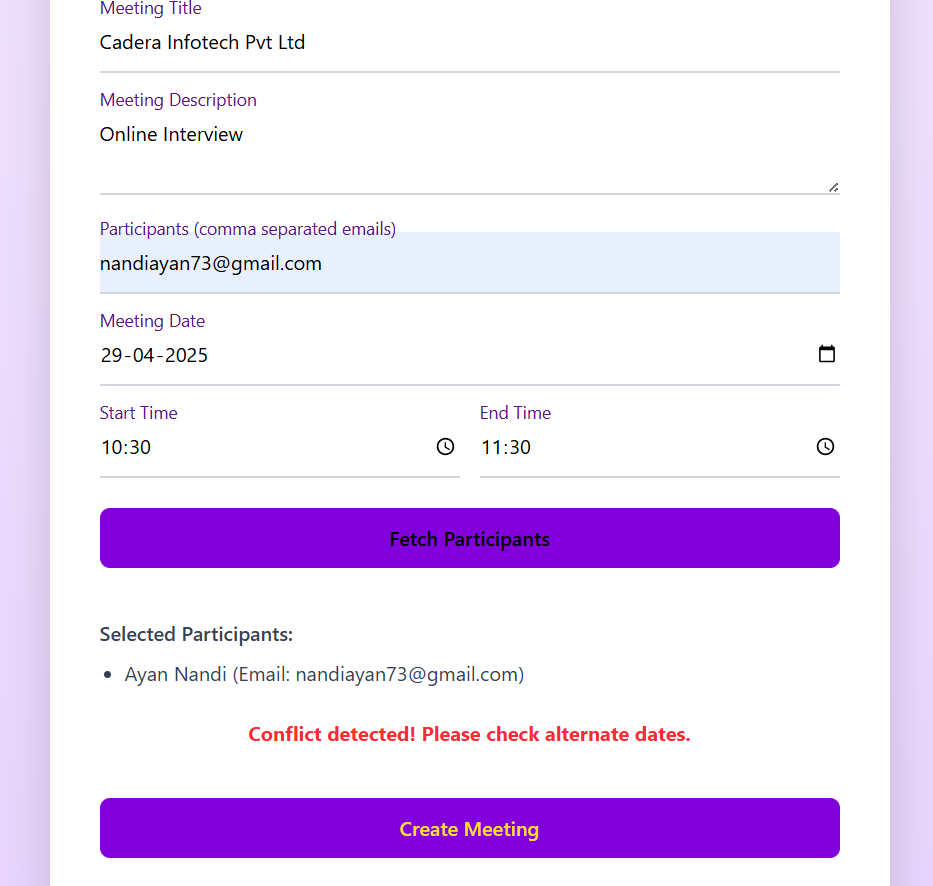 Meeting Title
Cadera Infotech Pvt Ltd
Meeting Description
Online Interview
Participants (comma separated emails)
nandiayan73@gmail.com
Meeting Date
29-04-2025
Start Time End Time
10:30 11:30
Fetch Participants
Selected Participants:
• Ayan Nandi (Email: nandiayan73@gmail.com)
Conflict detected! Please check alternate dates.
Create Meeting